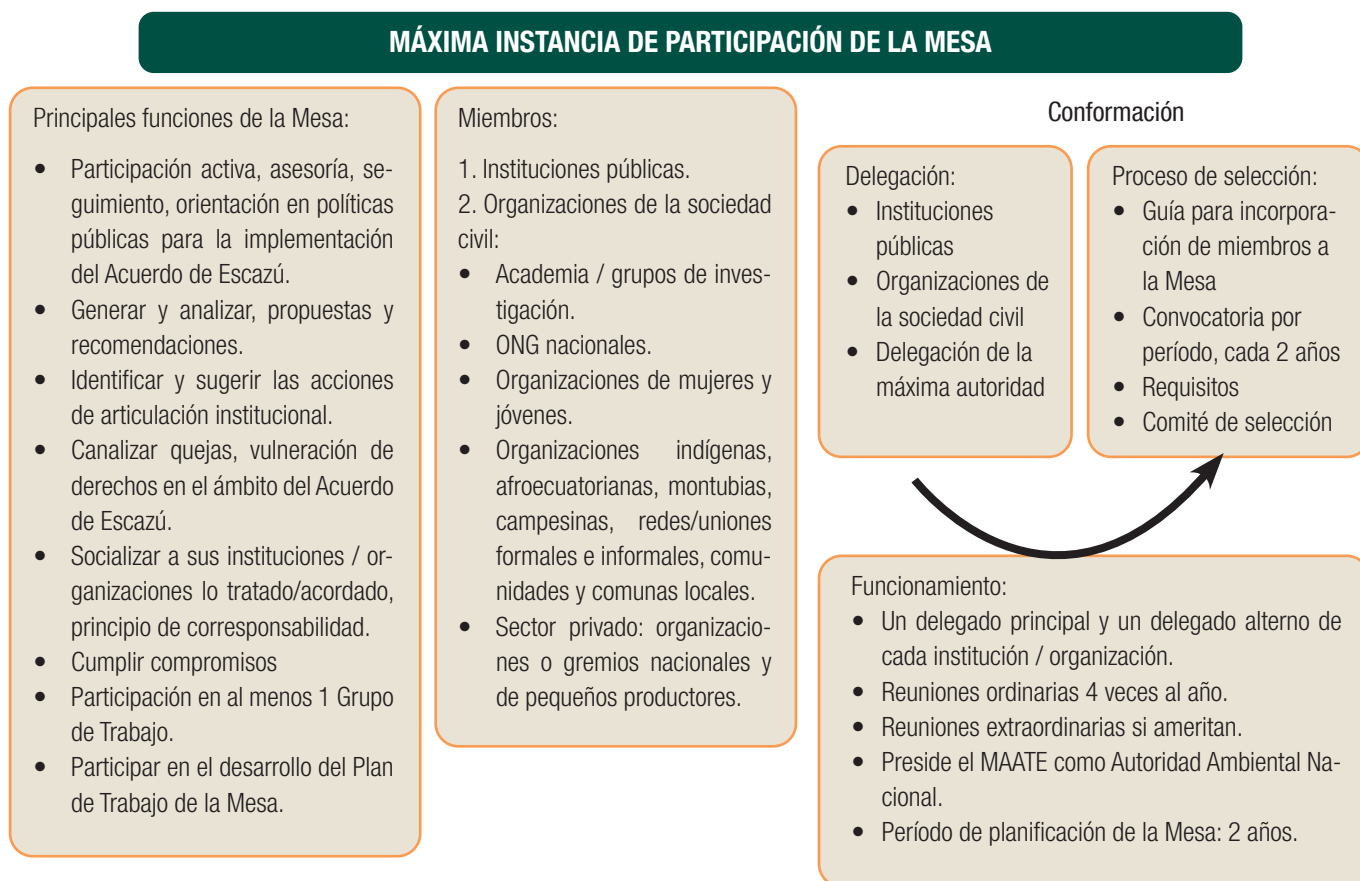 MÁXIMA INSTANCIA DE PARTICIPACIÓN DE LA MESA
Principales funciones de la Mesa:
• Participación activa, asesoría, se-
guimiento, orientación en políticas
públicas para la implementación
del Acuerdo de Escazú.
• Generar y analizar, propuestas y
recomendaciones.
• Identificar y sugerir las acciones
de articulación institucional.
• Canalizar quejas, vulneración de
derechos en el ámbito del Acuerdo
de Escazú.
• Socializar a sus instituciones / or-
ganizaciones lo tratado/acordado,
principio de corresponsabilidad.
• Cumplir compromisos
• Participación en al menos 1 Grupo
de Trabajo.
• Participar en el desarrollo del Plan
de Trabajo de la Mesa.
Miembros:
1. Instituciones públicas.
2. Organizaciones de la sociedad
civil:
• Academia / grupos de inves-
tigación.
• ONG nacionales.
• Organizaciones de mujeres y
jóvenes.
• Organizaciones indígenas,
afroecuatorianas, montubias,
campesinas, redes/uniones
formales e informales, comu-
nidades y comunas locales.
• Sector privado: organizacio-
nes o gremios nacionales y
de pequeños productores.
Conformación
Delegación:
• Instituciones
públicas
• Organizaciones de
la sociedad civil
• Delegación de la
máxima autoridad
Proceso de selección:
• Guía para incorpora-
ción de miembros a
la Mesa
• Convocatoria por
período, cada 2 años
• Requisitos
• Comité de selección
Funcionamiento:
• Un delegado principal y un delegado alterno de
cada institución / organización.
• Reuniones ordinarias 4 veces al año.
• Reuniones extraordinarias si ameritan.
• Preside el MAATE como Autoridad Ambiental Na-
cional.
• Período de planificación de la Mesa: 2 años.